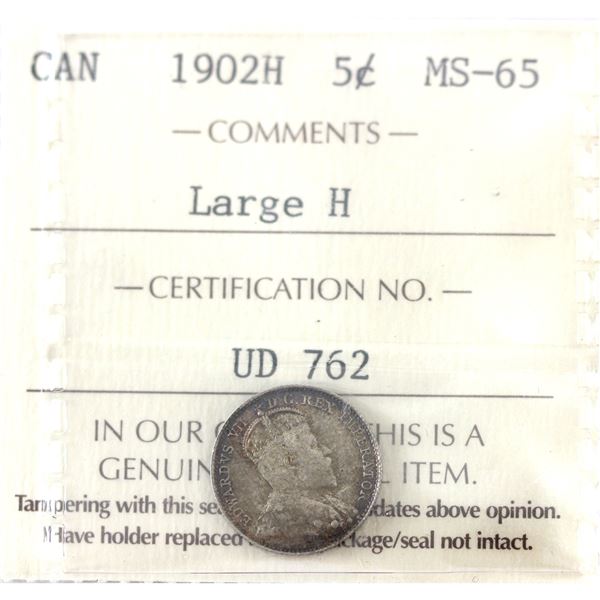 CAN 1902H 5¢ MS-65
— COMMENTS —
Large H
— CERTIFICATION NO. —
UD 762
IN OUR THIS IS A
GENUIN L ITEM.
Tampering with this sea dates above opinion.
Have holder replaced ckage/seal not intact.
EDWARDVS VII D.G. REX IMPERATOR